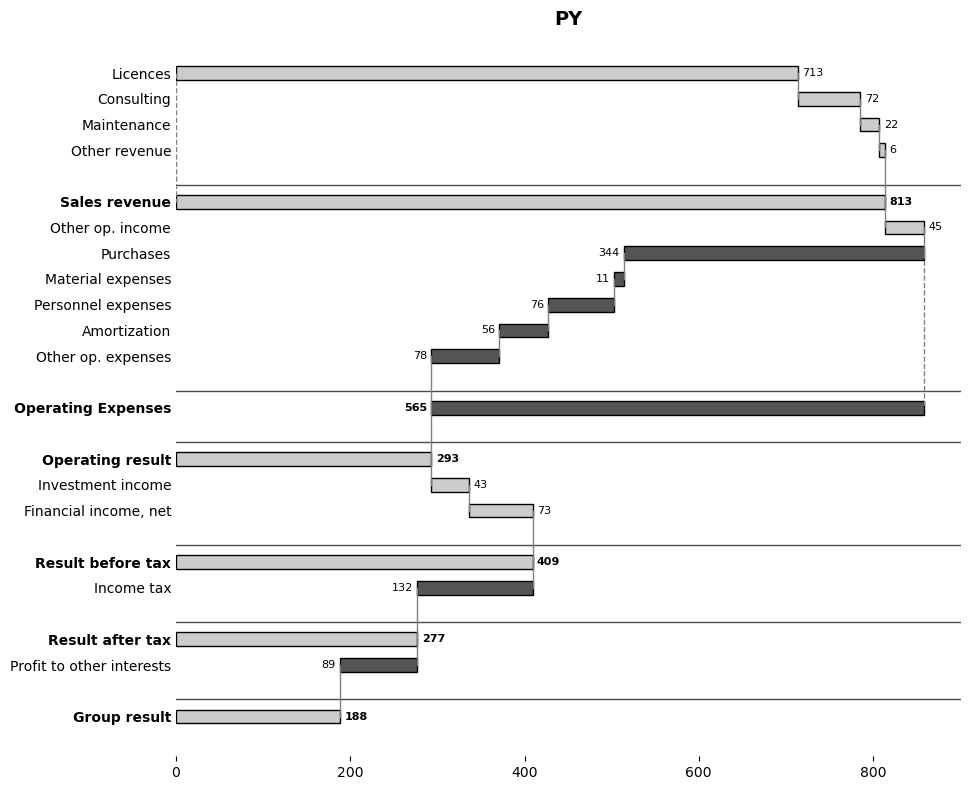 PY
Licences 713
Consulting 72
Maintenance 22
Other revenue 6
Sales revenue 813
Other op. income 45
Purchases 344
Material expenses 11
Personnel expenses 76
Amortization 56
Other op. expenses 78
Operating Expenses 565
Operating result 293
Investment income 43
Financial income, net 73
Result before tax 409
Income tax 132
Result after tax 277
Profit to other interests 89
Group result 188
0 200 400 600 800